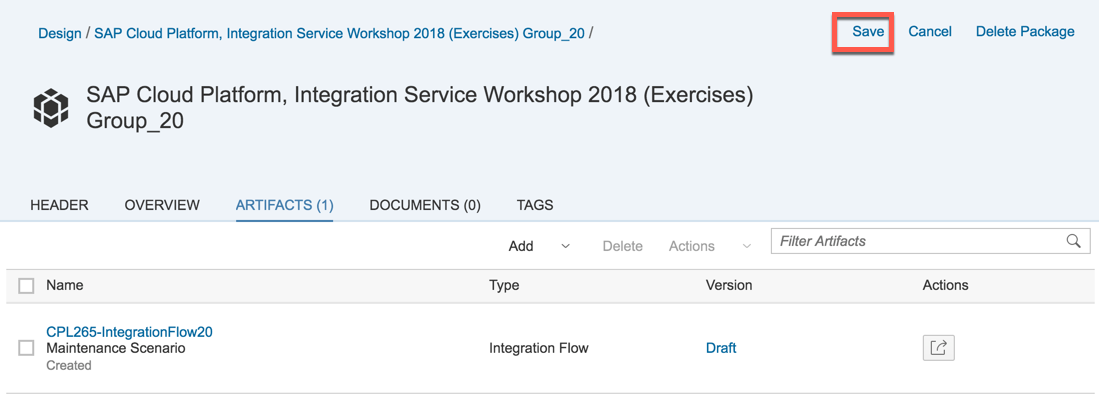 Design / SAP Cloud Platform, Integration Service Workshop 2018 (Exercises) Group_20 /
Save Cancel Delete Package
SAP Cloud Platform, Integration Service Workshop 2018 (Exercises)
Group_20
HEADER OVERVIEW ARTIFACTS (1) DOCUMENTS (0) TAGS
Add Delete Actions Filter Artifacts
Name Type Version Actions
CPL265-IntegrationFlow20
Maintenance Scenario Integration Flow Draft
Created